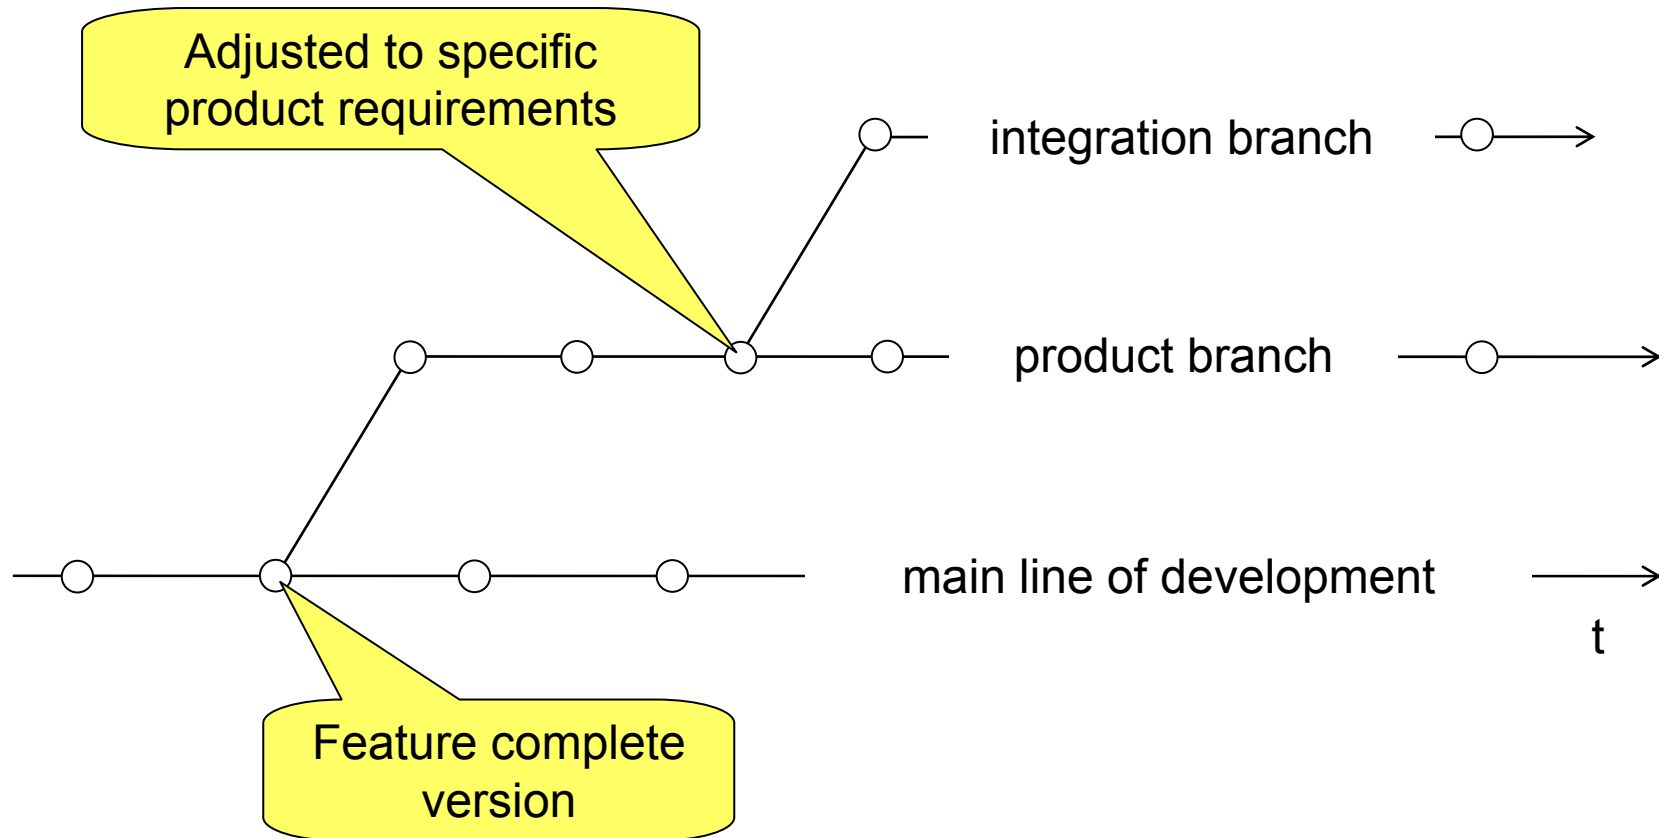 Adjusted to specific
product requirements
integration branch
product branch
main line of development
t
Feature complete
version